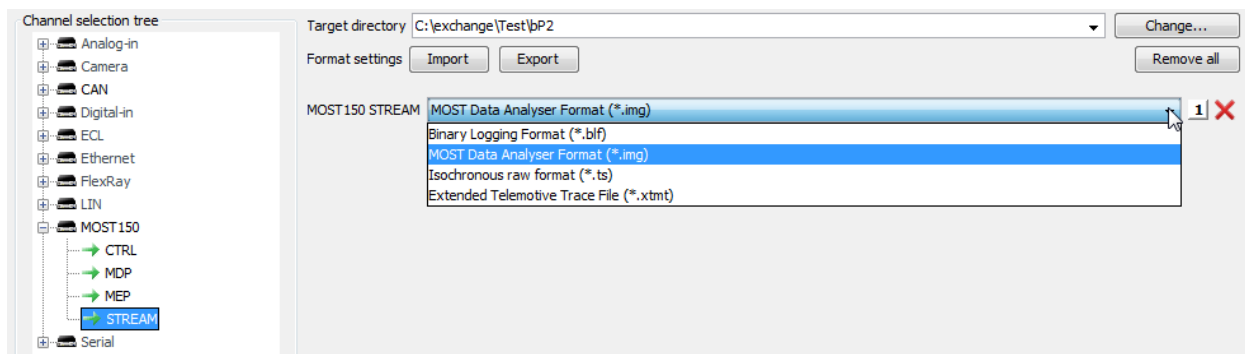 Channel selection tree
Analog-in
Camera
CAN
Digital-in
ECL
Ethernet
FlexRay
LIN
MOST150
CTRL
MDP
MEP
STREAM
Serial
Target directory C:\exchange\Test\bP2 Change...
Format settings Import Export Remove all
MOST150 STREAM MOST Data Analyser Format (*.img) 1
Binary Logging Format (*.blf)
MOST Data Analyser Format (*.img)
Isochronous raw format (*.ts)
Extended Telemotive Trace File (*.xtmt)